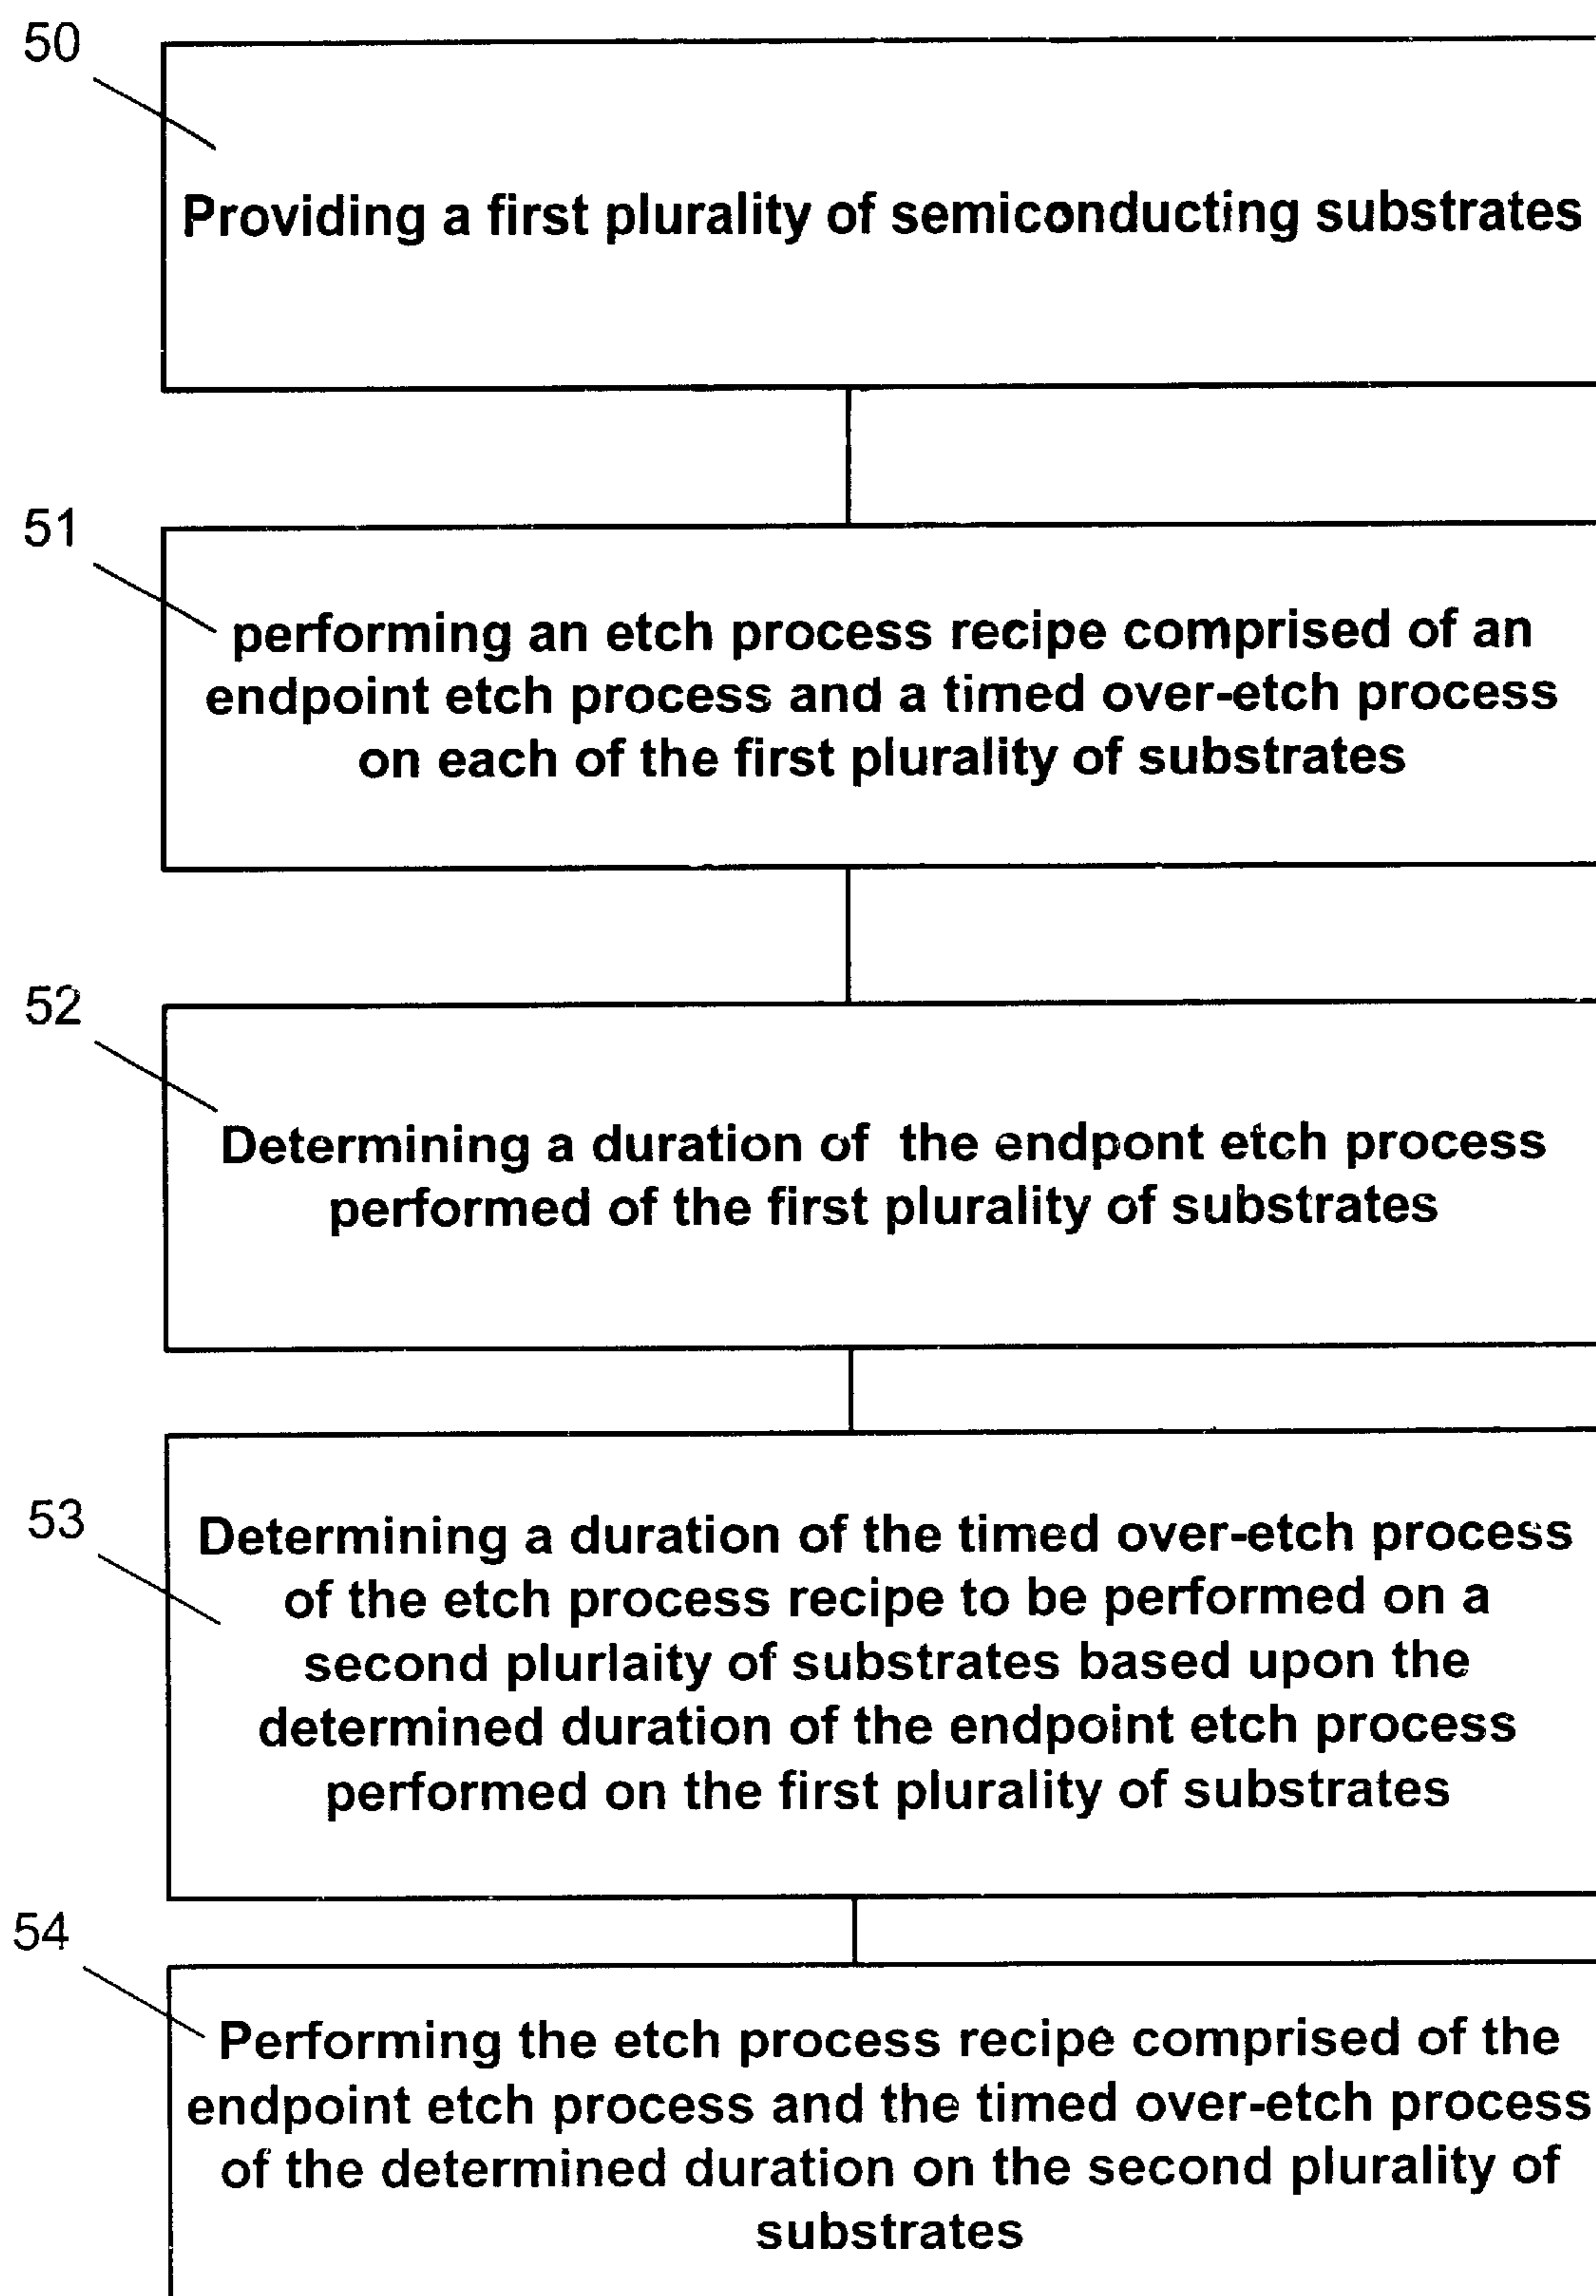 50
Providing a first plurality of semiconducting substrates
51
performing an etch process recipe comprised of an
endpoint etch process and a timed over-etch process
on each of the first plurality of substrates
52
Determining a duration of the endpont etch process
performed of the first plurality of substrates
53
Determining a duration of the timed over-etch process
of the etch process recipe to be performed on a
second plurlaity of substrates based upon the
determined duration of the endpoint etch process
performed on the first plurality of substrates
54
Performing the etch process recipe comprised of the
endpoint etch process and the timed over-etch process
of the determined duration on the second plurality of
substrates